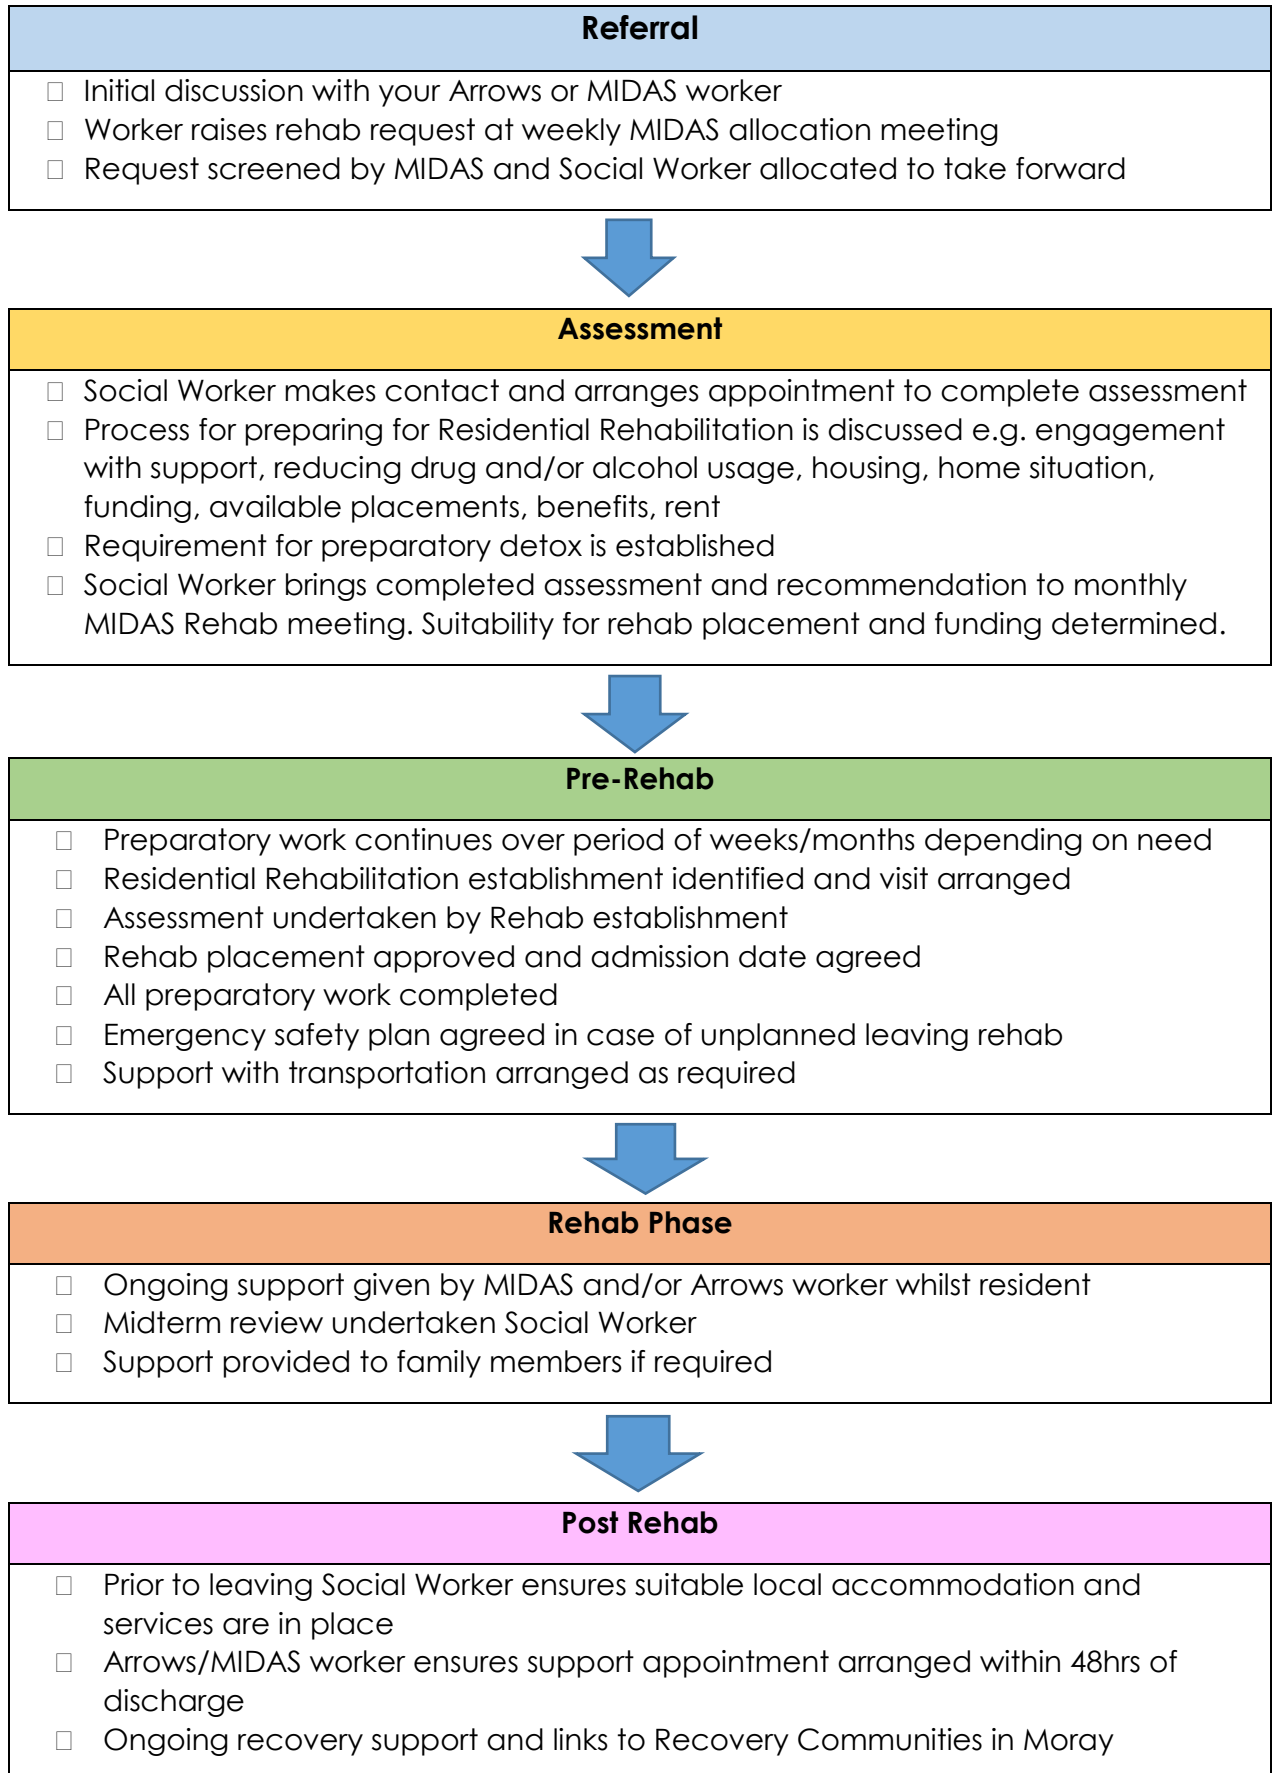 Referral
☐ Initial discussion with your Arrows or MIDAS worker
☐ Worker raises rehab request at weekly MIDAS allocation meeting
☐ Request screened by MIDAS and Social Worker allocated to take forward
Assessment
☐ Social Worker makes contact and arranges appointment to complete assessment
☐ Process for preparing for Residential Rehabilitation is discussed e.g. engagement
with support, reducing drug and/or alcohol usage, housing, home situation,
funding, available placements, benefits, rent
☐ Requirement for preparatory detox is established
☐ Social Worker brings completed assessment and recommendation to monthly
MIDAS Rehab meeting. Suitability for rehab placement and funding determined.
Pre-Rehab
☐ Preparatory work continues over period of weeks/months depending on need
☐ Residential Rehabilitation establishment identified and visit arranged
☐ Assessment undertaken by Rehab establishment
☐ Rehab placement approved and admission date agreed
☐ All preparatory work completed
☐ Emergency safety plan agreed in case of unplanned leaving rehab
☐ Support with transportation arranged as required
Rehab Phase
☐ Ongoing support given by MIDAS and/or Arrows worker whilst resident
☐ Midterm review undertaken Social Worker
☐ Support provided to family members if required
Post Rehab
☐ Prior to leaving Social Worker ensures suitable local accommodation and
services are in place
☐ Arrows/MIDAS worker ensures support appointment arranged within 48hrs of
discharge
☐ Ongoing recovery support and links to Recovery Communities in Moray